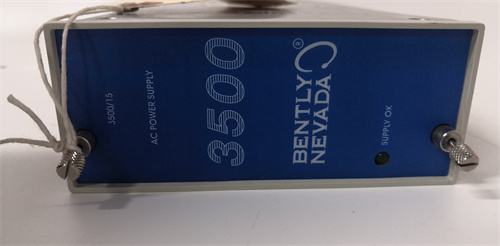 3500/15
AC POWER SUPPLY
3500
BENTLY
NEVADA
®
SUPPLY OK